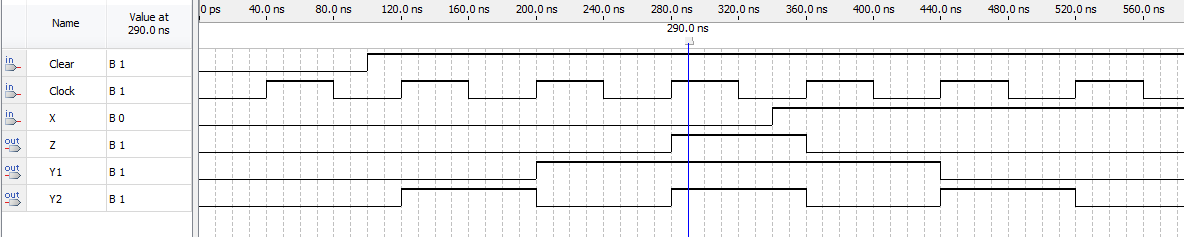 Name
Value at
290.0 ns
0 ps 40.0 ns 80.0 ns 120.0 ns 160.0 ns 200.0 ns 240.0 ns 280.0 ns 320.0 ns 360.0 ns 400.0 ns 440.0 ns 480.0 ns 520.0 ns 560.0 ns
290.0 ns
in Clear B 1
in Clock B 1
in X B 0
out Z B 1
out Y1 B 1
out Y2 B 1